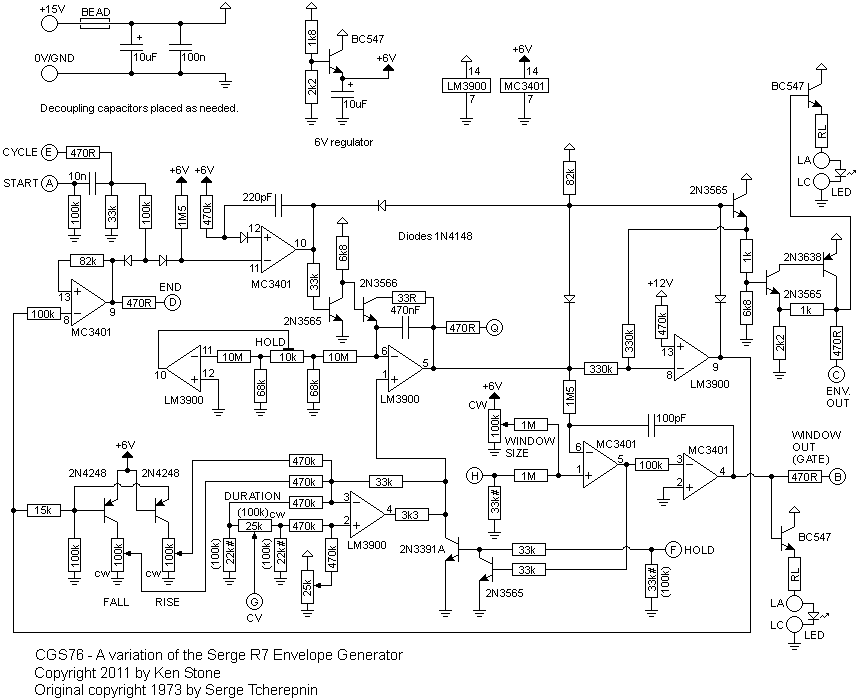 +15V
BEAD
+
10uF
100n
0V/GND
Decoupling capacitors placed as needed.
1k8
BC547
+6V
2k2
+
10uF
6V regulator
14
LM3900
7
+6V
14
MC3401
7
BC547
RL
LA
LC
LED
CYCLE E 470R
10n
START A
100k
33k
100k
+6V
1M5
+6V
470k
220pF
12
+
10
-
11
MC3401
Diodes 1N4148
82k
2N3565
1k
6k8
2N3638
2N3565
1k
2k2
470R
C
ENV.
OUT
82k
13
+
9
-
8
MC3401
100k
END
470R D
33k
6k8
2N3565
2N3566
33R
470nF
470R Q
+12V
470k
330k
330k
13
+
9
-
8
LM3900
HOLD
10
-
11
+
12
LM3900
10M
10k
10M
68k
68k
-
6
+
1
5
LM3900
+6V
CW
100k
1M
WINDOW
SIZE
H
1M
33k#
1M5
100pF
-
6
+
1
5
MC3401
100k
-
3
+
2
4
MC3401
WINDOW
OUT
(GATE)
470R B
BC547
RL
LA
LC
LED
+6V
2N4248
2N4248
15k
100k
100k
cw
100k
cw
FALL
RISE
470k
470k
33k
DURATION
470k
(100k)
25k
cw
470k
(100k)
22k#
(100k)
22k#
470k
25k
G
CV
-
3
+
2
4
LM3900
3k3
2N3391A
2N3565
33k
33k
F HOLD
33k#
(100k)
CGS76 - A variation of the Serge R7 Envelope Generator
Copyright 2011 by Ken Stone
Original copyright 1973 by Serge Tcherepnin